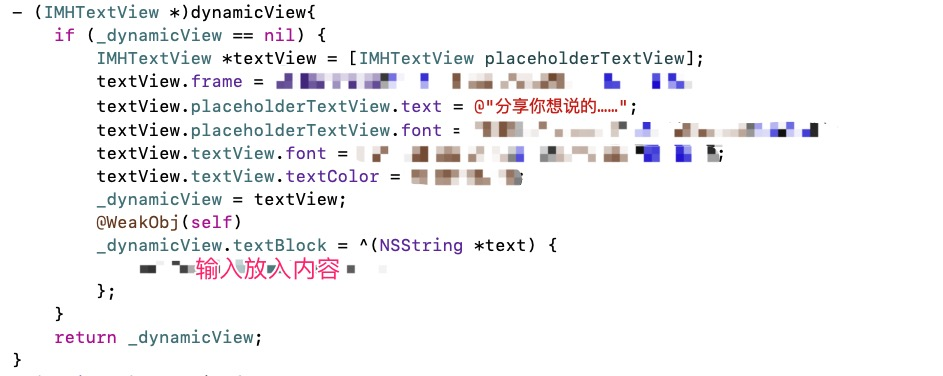 - (IMHTextView *)dynamicView{
if (_dynamicView == nil) {
IMHTextView *textView = [IMHTextView placeholderTextView];
textView.frame =
textView.placeholderTextView.text = @"分享你想说的……";
textView.placeholderTextView.font =
textView.textView.font = ;
textView.textView.textColor = ;
_dynamicView = textView;
@WeakObj(self)
_dynamicView.textBlock = ^(NSString *text) {
输入放入内容
};
}
return _dynamicView;
}